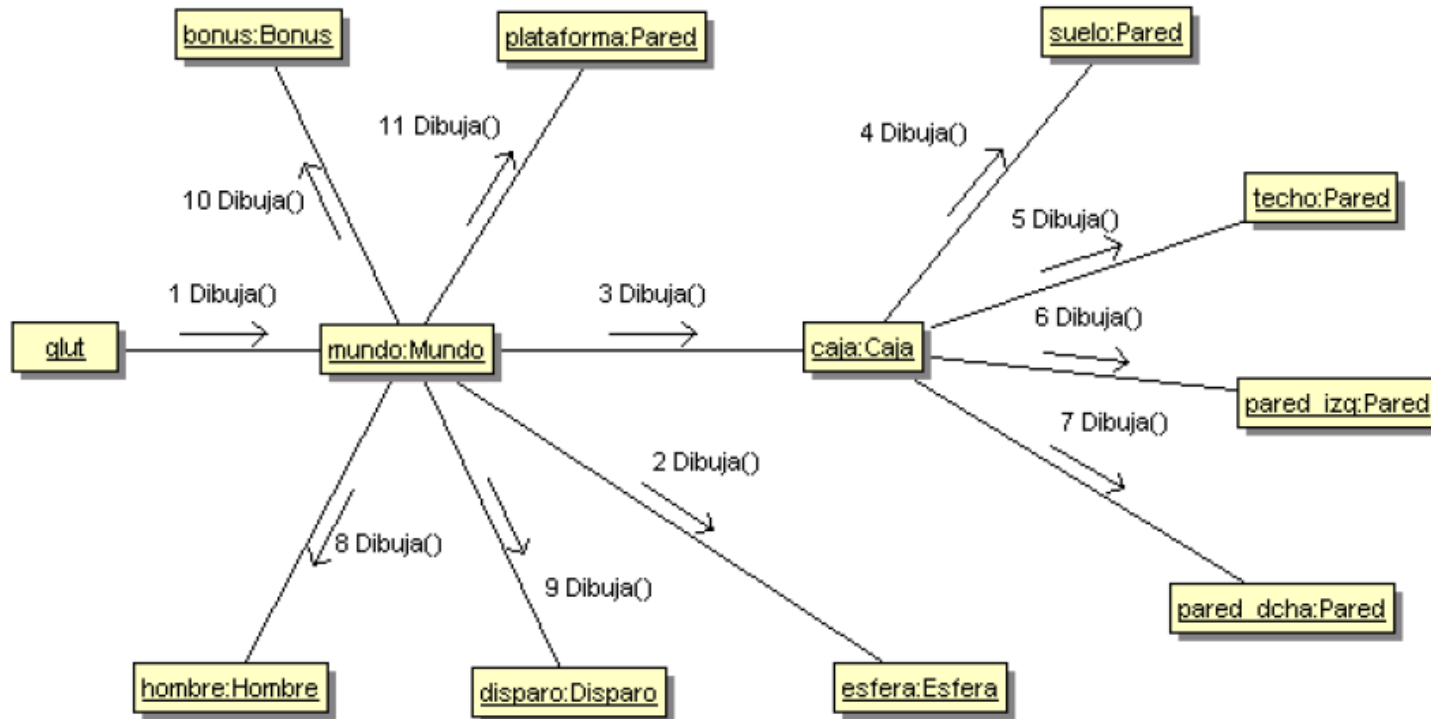 bonus:Bonus
plataforma:Pared
suelo:Pared
11 Dibuja()
4 Dibuja()
10 Dibuja()
techo:Pared
5 Dibuja()
1 Dibuja()
3 Dibuja()
6 Dibuja()
glut
mundo:Mundo
caja:Caja
pared_izq:Pared
7 Dibuja()
2 Dibuja()
8 Dibuja()
9 Dibuja()
pared_dcha:Pared
hombre:Hombre
disparo:Disparo
esfera:Esfera